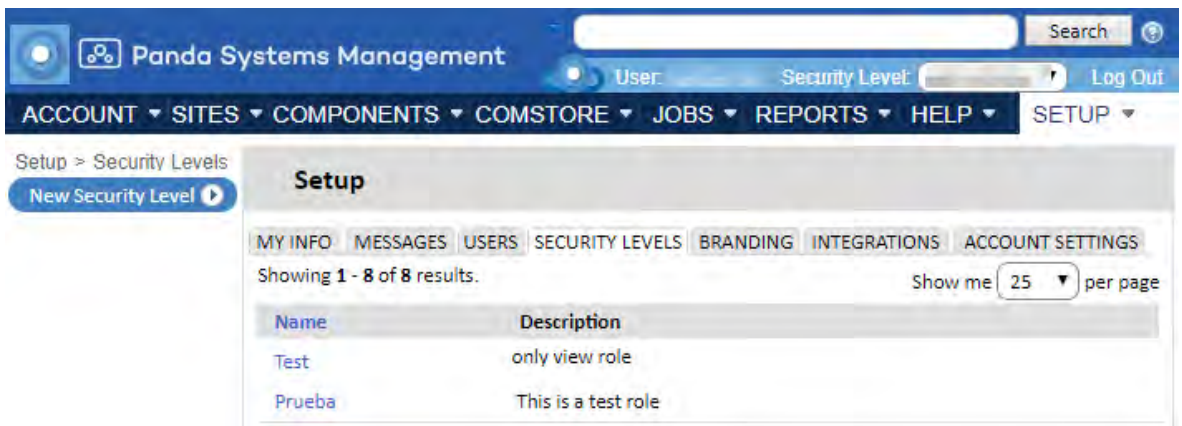 Search
Panda Systems Management
User: Security Level: Log Out
ACCOUNT SITES COMPONENTS COMSTORE JOBS REPORTS HELP SETUP
Setup > Security Levels
New Security Level
Setup
MY INFO MESSAGES USERS SECURITY LEVELS BRANDING INTEGRATIONS ACCOUNT SETTINGS
Showing 1 - 8 of 8 results.
Show me 25 per page
Name Description
Test only view role
Prueba This is a test role